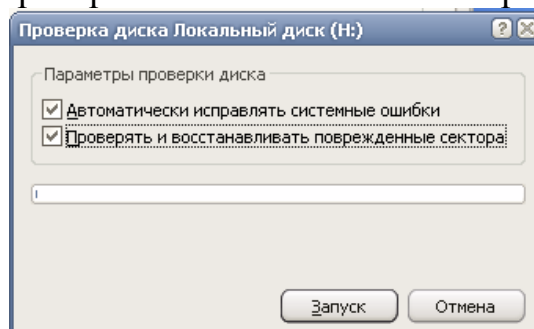 Проверка диска Локальный диск (H:)
Параметры проверки диска
Автоматически исправлять системные ошибки
Проверять и восстанавливать поврежденные сектора
Запуск
Отмена